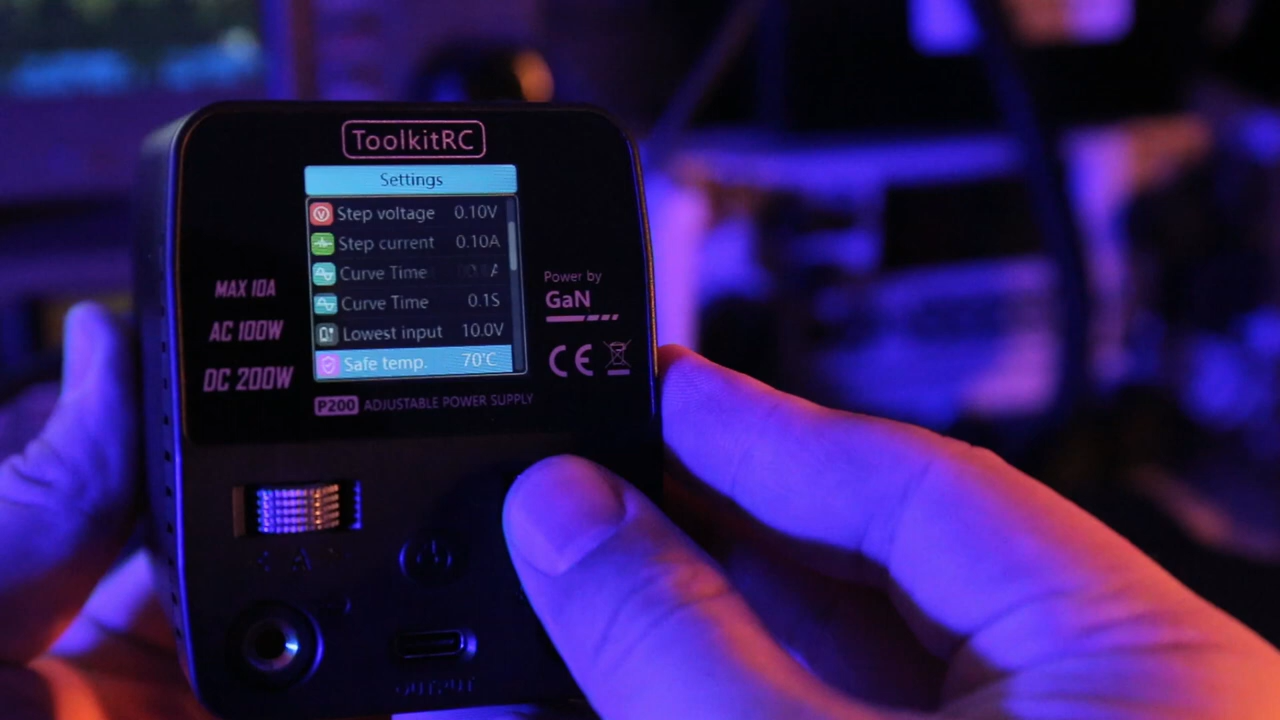 ToolkitRC
Settings
Step voltage 0.10V
Step current 0.10A
Curve Time A
Curve Time 0.1S
Lowest input 10.0V
Safe temp. 70°C
MAX 10A
AC 100W
DC 200W
Power by
GaN
CE
P200 ADJUSTABLE POWER SUPPLY
A
OUTPUT